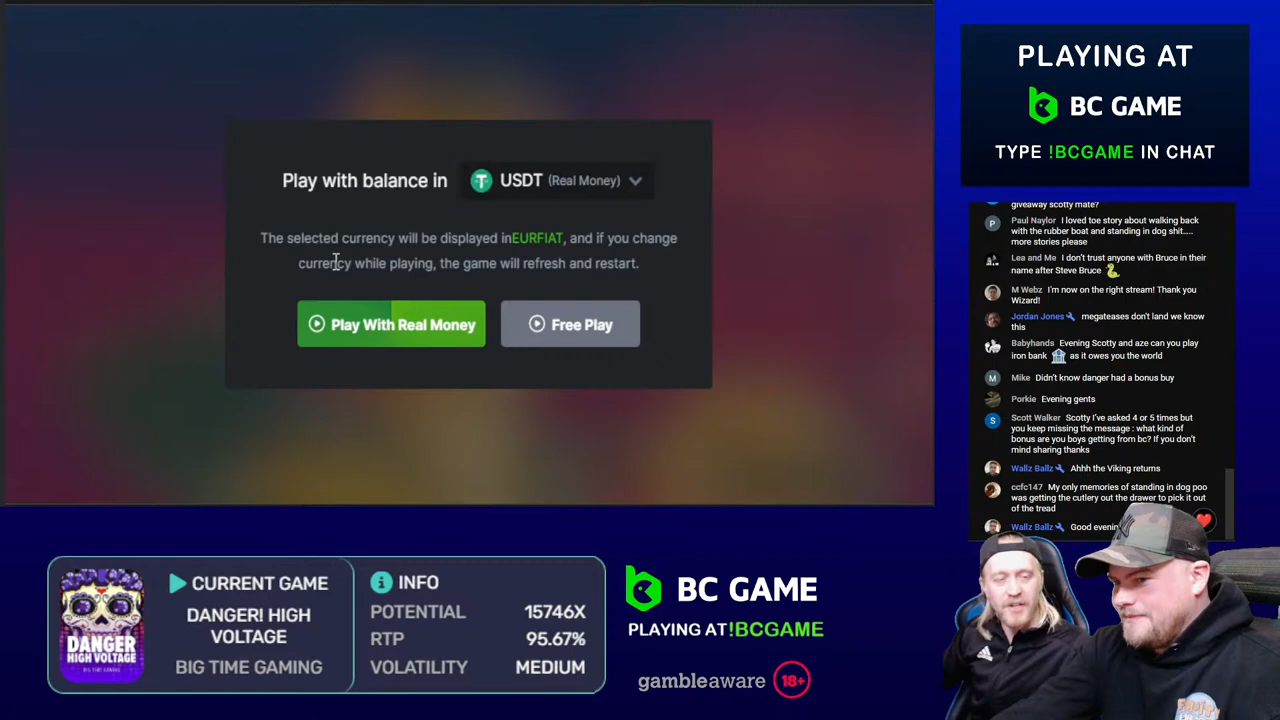 Play with balance in USDT (Real Money)
The selected currency will be displayed inEURFIAT, and if you change
currency while playing, the game will refresh and restart.
Play With Real Money
Free Play
PLAYING AT
BC GAME
TYPE !BCGAME IN CHAT
giveaway scotty mate?
P Paul Naylor I loved toe story about walking back
with the rubber boat and standing in dog shit.....
more stories please
Lea and Me I don't trust anyone with Bruce in their
name after Steve Bruce
M Webz I'm now on the right stream! Thank you
Wizard!
Jordan Jones megateases don't land we know
this
Babyhands Evening Scotty and aze can you play
iron bank as it owes you the world
M Mike Didn't know danger had a bonus buy
Porkie Evening gents
S Scott Walker Scotty I've asked 4 or 5 times but
you keep missing the message : what kind of
bonus are you boys getting from bc? If you don't
mind sharing thanks
Wallz Ballz Ahhh the Viking returns
ccfc147 My only memories of standing in dog poo
was getting the cutlery out the drawer to pick it out
of the tread
Wallz Ballz Good evenin
CURRENT GAME
DANGER! HIGH
VOLTAGE
BIG TIME GAMING
DANGER
HIGH VOLTAGE
INFO
POTENTIAL 15746X
RTP 95.67%
VOLATILITY MEDIUM
BC GAME
PLAYING AT!BCGAME
gambleaware 18+